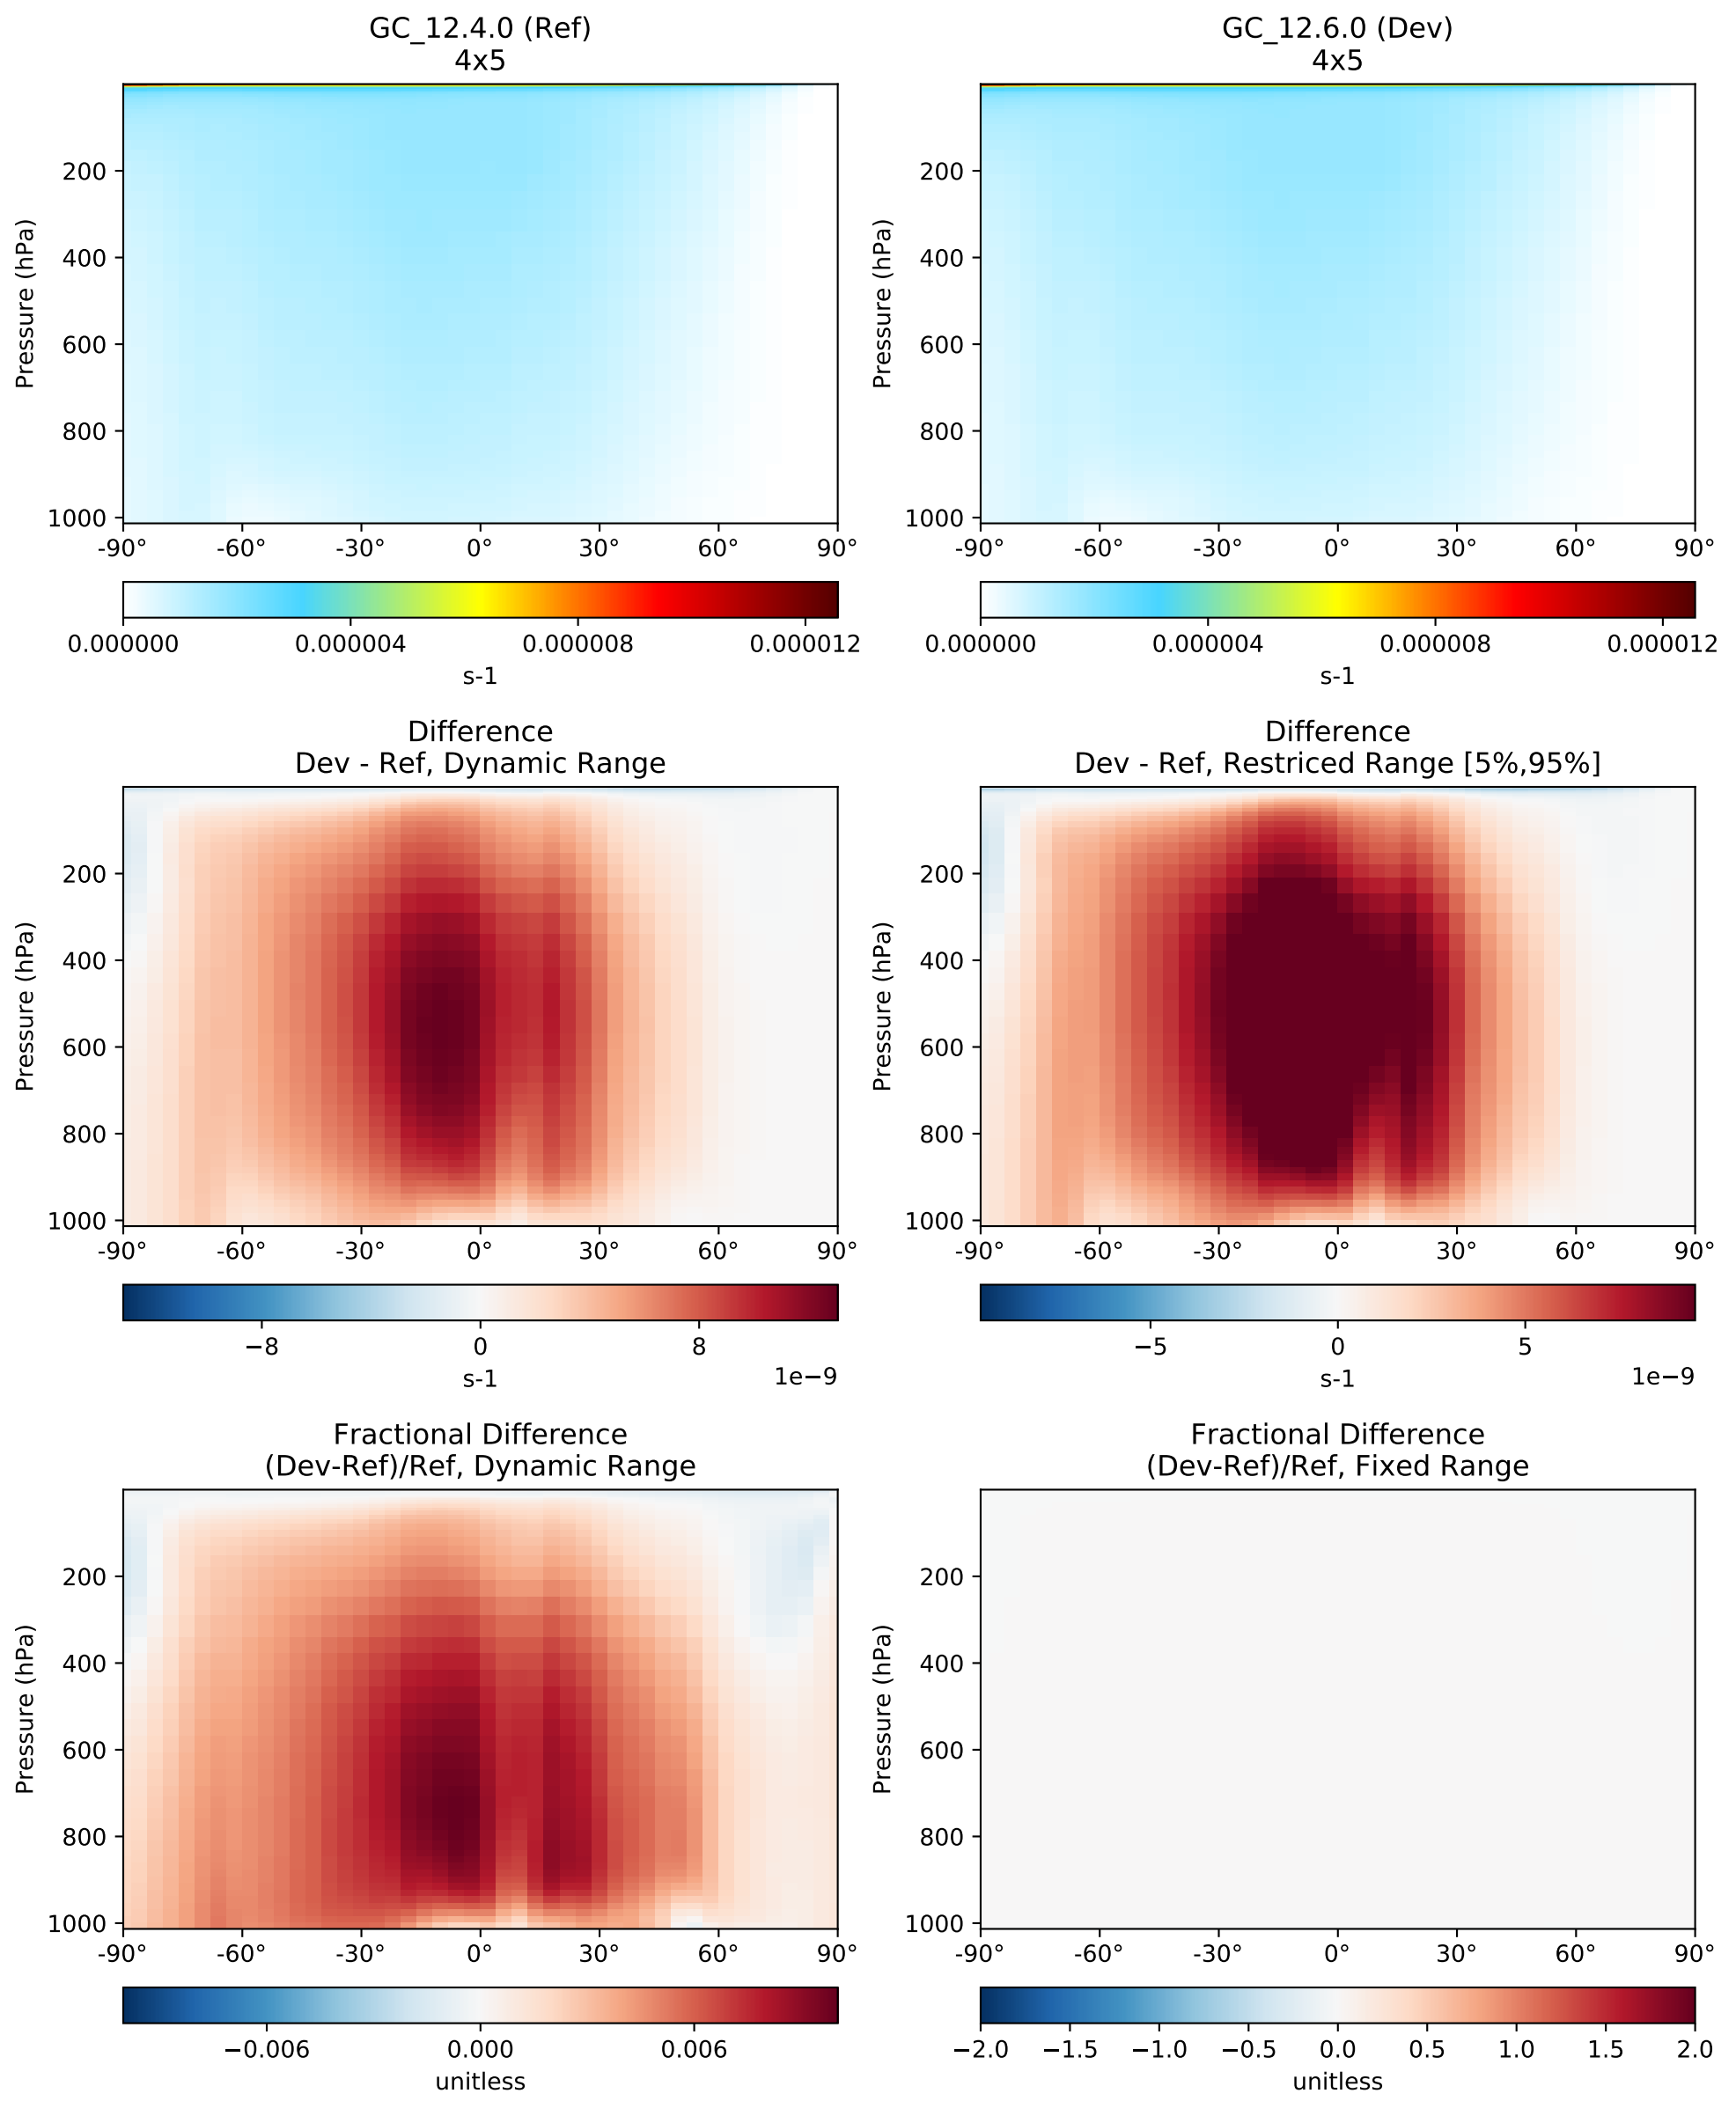 GC_12.4.0 (Ref)
4x5
Pressure (hPa)
200
400
600
800
1000
-90° -60° -30° 0° 30° 60° 90°
0.000000 0.000004 0.000008 0.000012
s-1
GC_12.6.0 (Dev)
4x5
Pressure (hPa)
200
400
600
800
1000
-90° -60° -30° 0° 30° 60° 90°
0.000000 0.000004 0.000008 0.000012
s-1
Difference
Dev - Ref, Dynamic Range
Pressure (hPa)
200
400
600
800
1000
-90° -60° -30° 0° 30° 60° 90°
−8 0 8
s-1 1e−9
Difference
Dev - Ref, Restriced Range [5%,95%]
Pressure (hPa)
200
400
600
800
1000
-90° -60° -30° 0° 30° 60° 90°
−5 0 5
s-1 1e−9
Fractional Difference
(Dev-Ref)/Ref, Dynamic Range
Pressure (hPa)
200
400
600
800
1000
-90° -60° -30° 0° 30° 60° 90°
−0.006 0.000 0.006
unitless
Fractional Difference
(Dev-Ref)/Ref, Fixed Range
Pressure (hPa)
200
400
600
800
1000
-90° -60° -30° 0° 30° 60° 90°
−2.0 −1.5 −1.0 −0.5 0.0 0.5 1.0 1.5 2.0
unitless